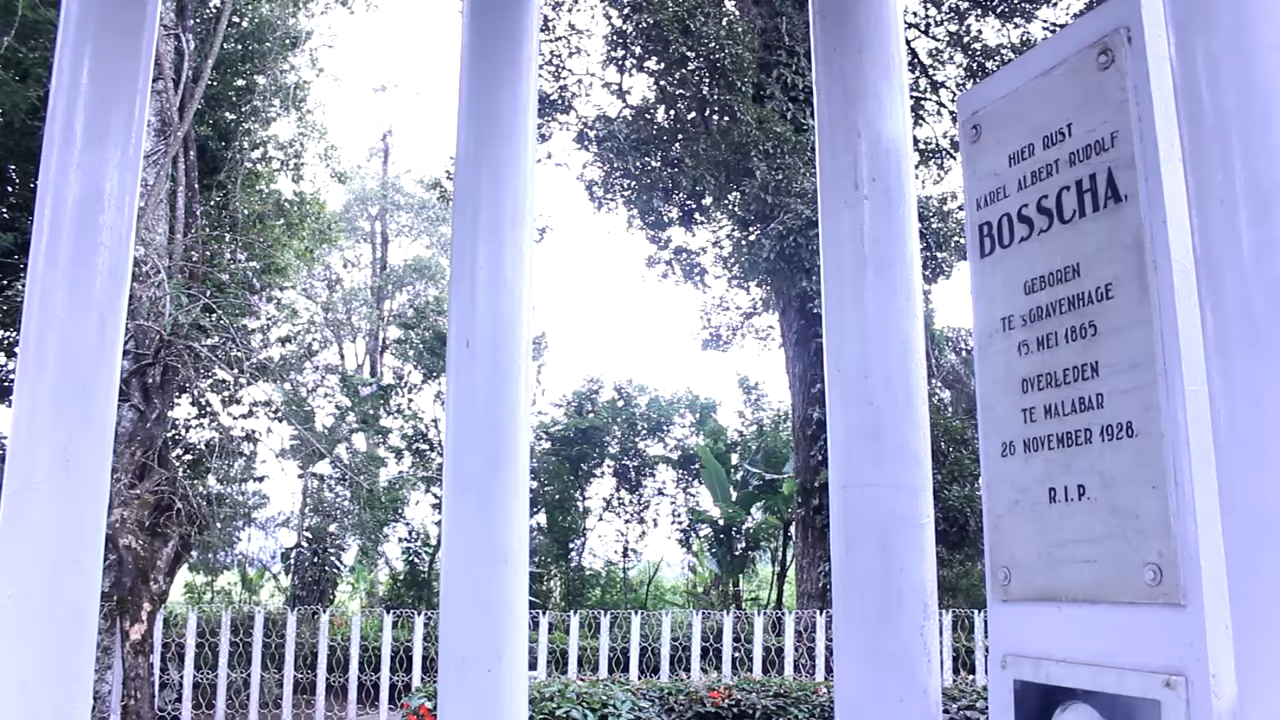 HIER RUST
KAREL ALBERT RUDOLF
BOSSCHA,
GEBOREN
TE 'SGRAVENHAGE
15. MEI 1865
OVERLEDEN
TE MALABAR
26 NOVEMBER 1928.
R.I.P.